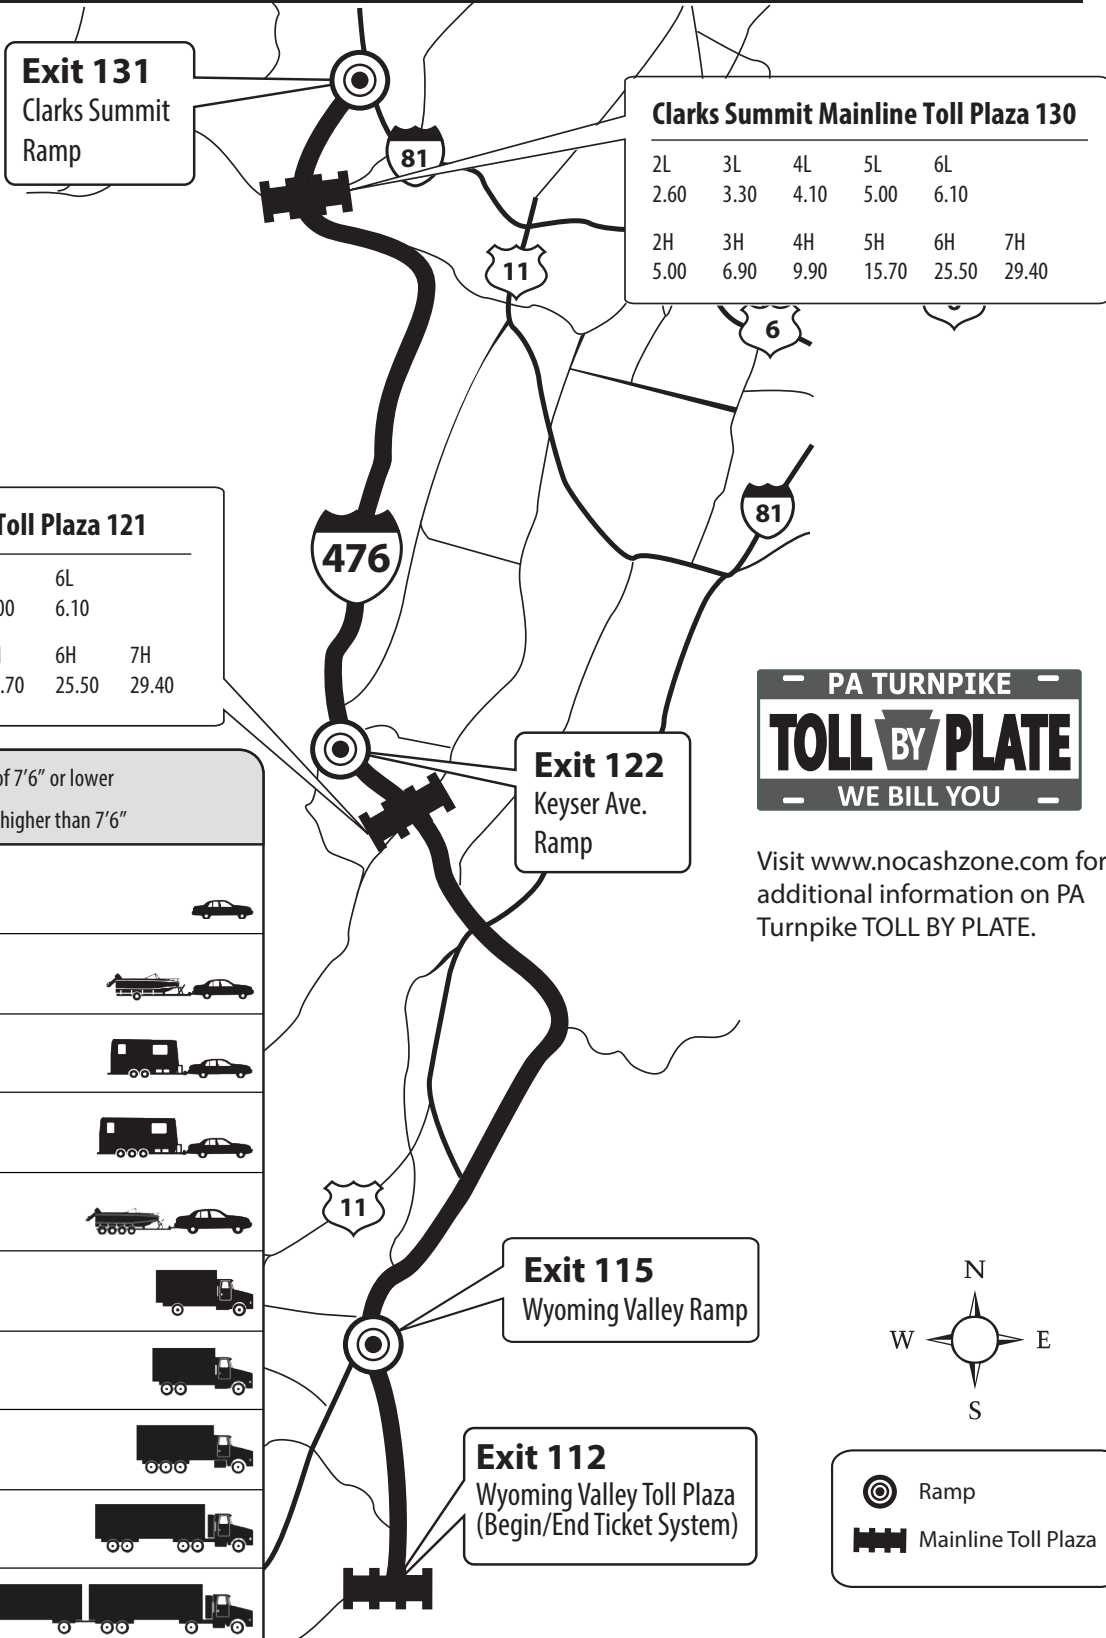 Exit 131
Clarks Summit
Ramp
Clarks Summit Mainline Toll Plaza 130
2L 3L 4L 5L 6L
2.60 3.30 4.10 5.00 6.10
2H 3H 4H 5H 6H 7H
5.00 6.90 9.90 15.70 25.50 29.40
81
11
6
81
Toll Plaza 121
6L
00 6.10
6H 7H
.70 25.50 29.40
476
of 7'6” or lower
higher than 7'6”
Exit 122
Keyser Ave.
Ramp
PA TURNPIKE
TOLL BY PLATE
WE BILL YOU
Visit www.nocashzone.com for
additional information on PA
Turnpike TOLL BY PLATE.
11
Exit 115
Wyoming Valley Ramp
N
W E
S
Exit 112
Wyoming Valley Toll Plaza
(Begin/End Ticket System)
Ramp
Mainline Toll Plaza